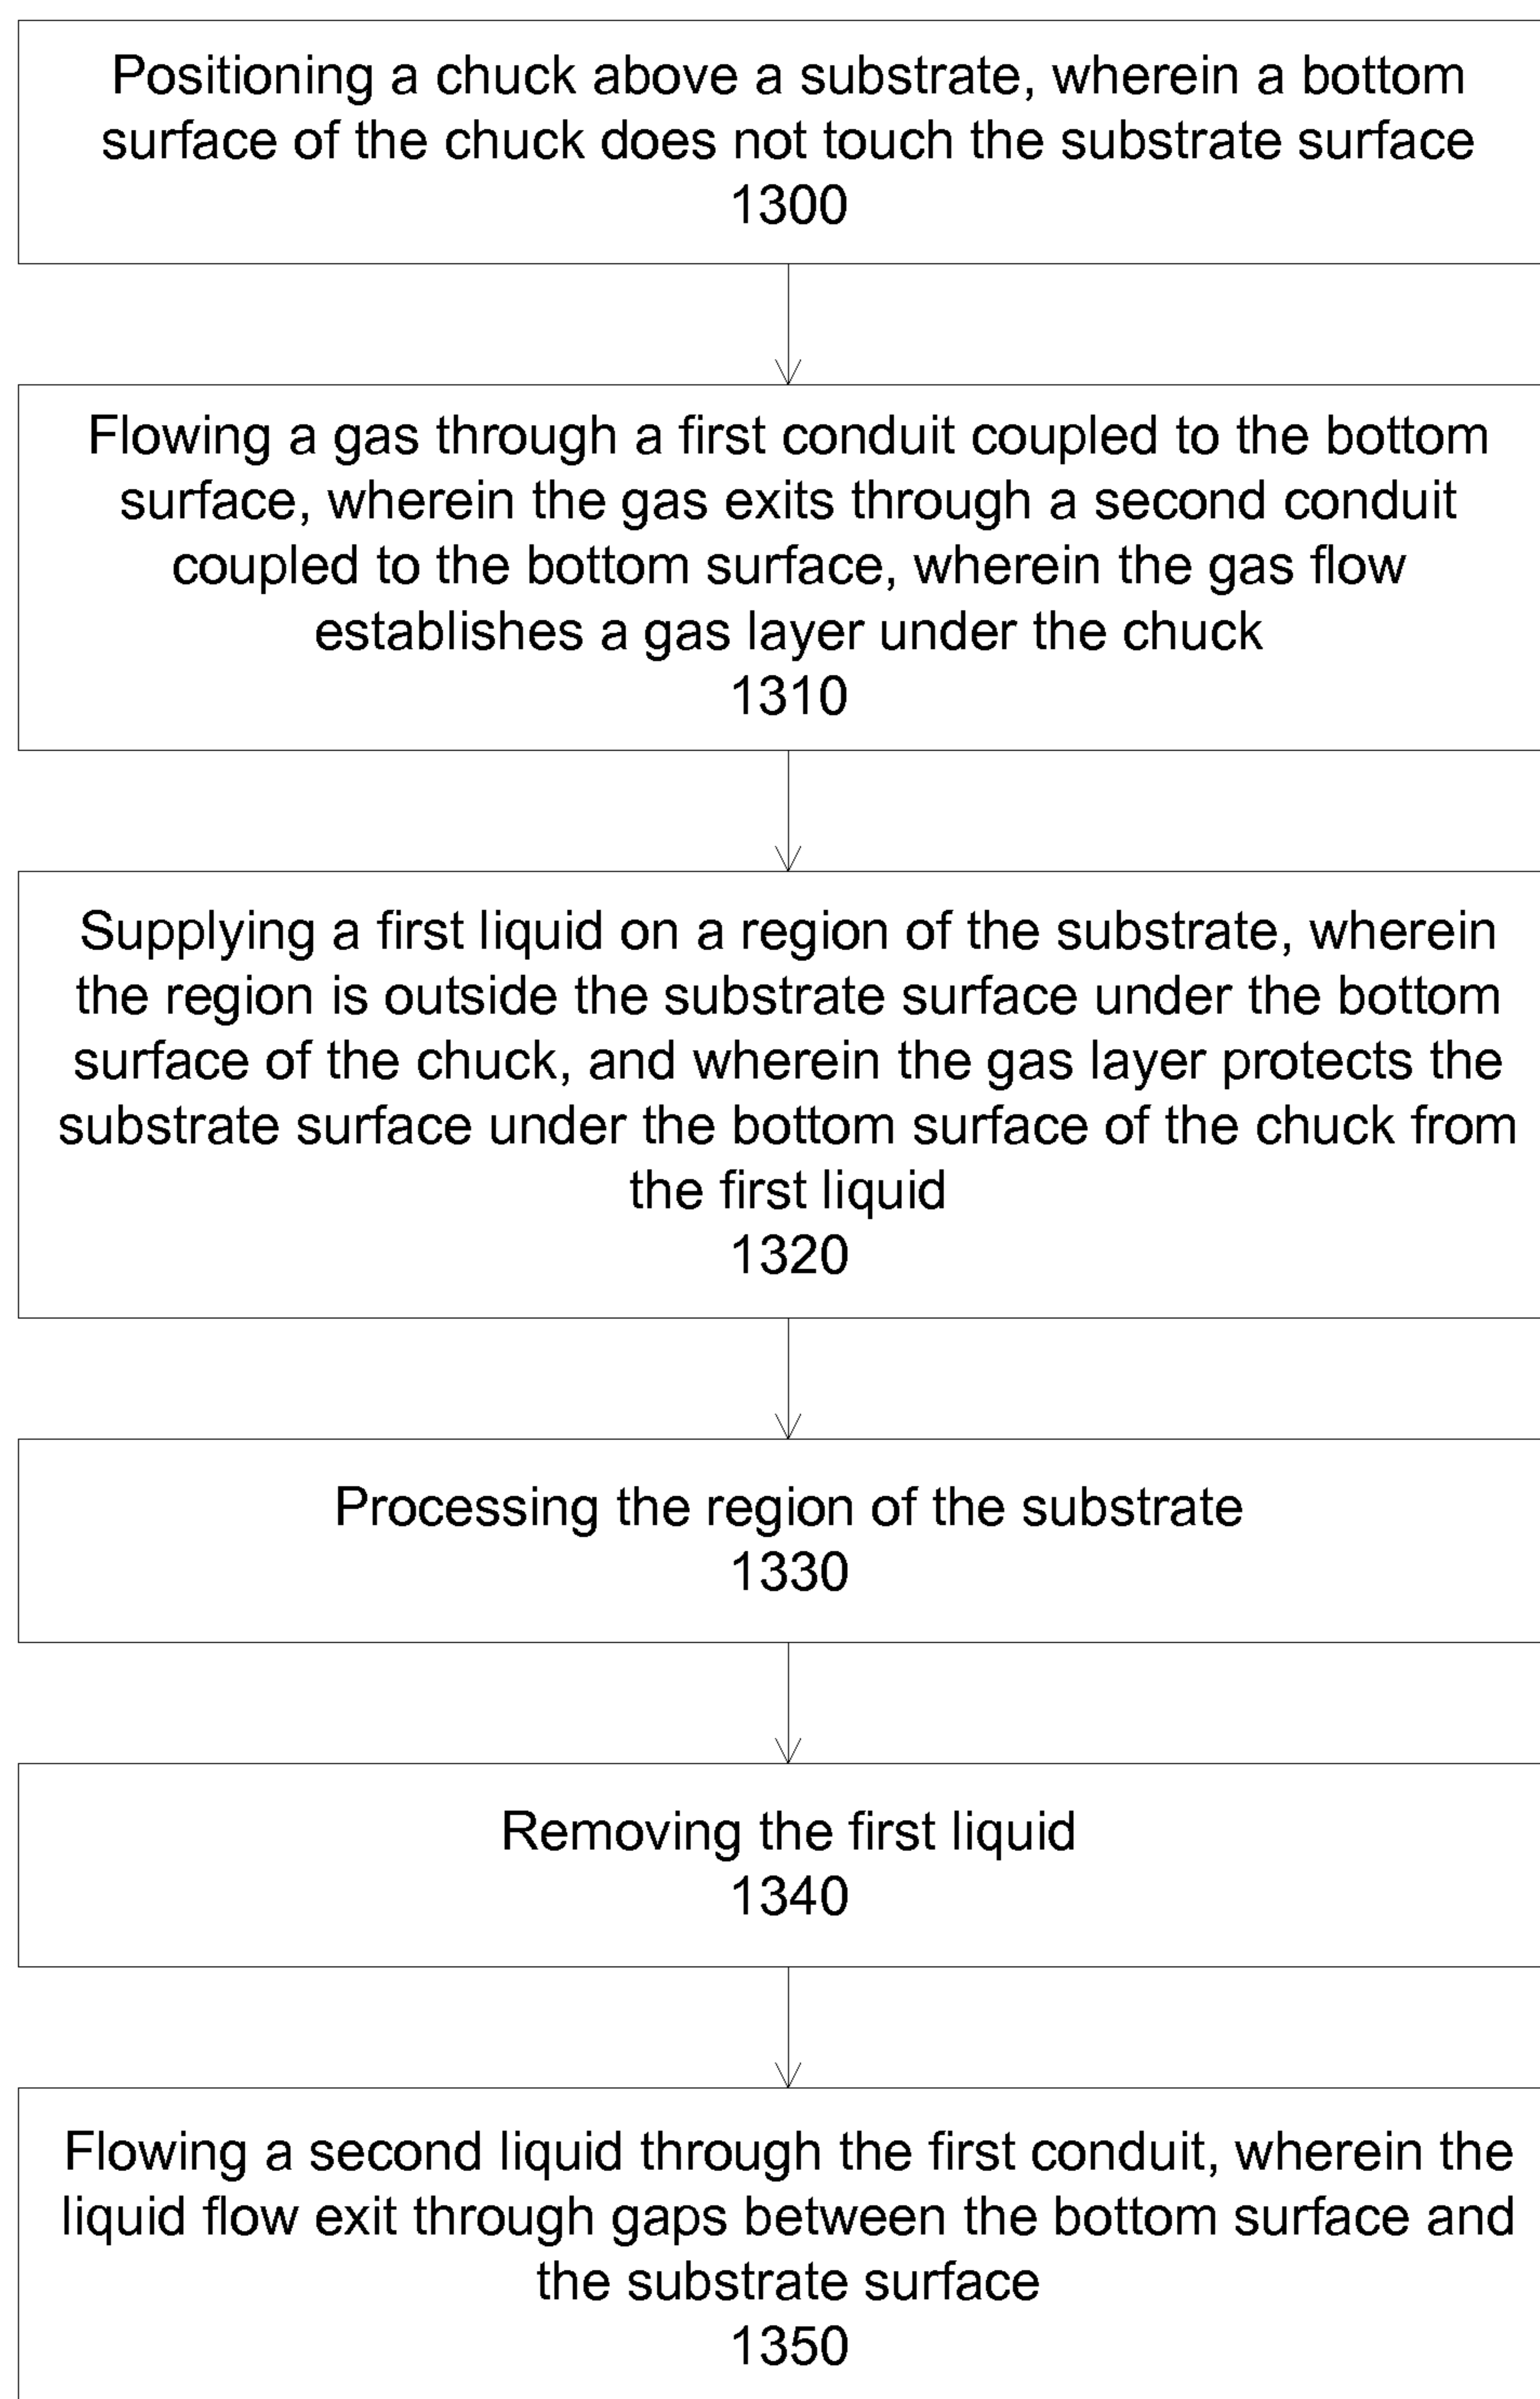 Positioning a chuck above a substrate, wherein a bottom
surface of the chuck does not touch the substrate surface
1300
Flowing a gas through a first conduit coupled to the bottom
surface, wherein the gas exits through a second conduit
coupled to the bottom surface, wherein the gas flow
establishes a gas layer under the chuck
1310
Supplying a first liquid on a region of the substrate, wherein
the region is outside the substrate surface under the bottom
surface of the chuck, and wherein the gas layer protects the
substrate surface under the bottom surface of the chuck from
the first liquid
1320
Processing the region of the substrate
1330
Removing the first liquid
1340
Flowing a second liquid through the first conduit, wherein the
liquid flow exit through gaps between the bottom surface and
the substrate surface
1350